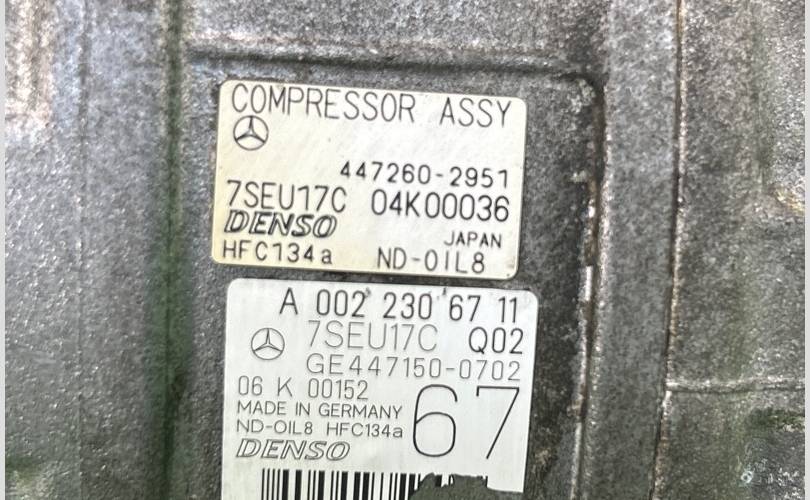 COMPRESSOR ASSY
447260-2951
7SEU17C 04K00036
DENSO JAPAN
HFC134a ND-OIL8
A 002 230 67 11
7SEU17C Q02
GE447150-0702
06 K 00152
67
MADE IN GERMANY
ND-OIL8 HFC134a
DENSO